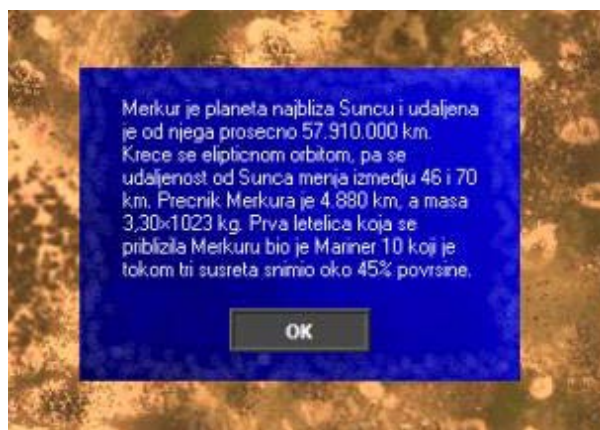 Merkur je planeta najbliza Suncu i udaljena
je od njega prosecno 57.910.000 km.
Krece se elipticnom orbitom, pa se
udaljenost od Sunca menja izmedju 46 i 70
km. Precnik Merkura je 4.880 km, a masa
3,30×1023 kg. Prva letelica koja se
priblizila Merkuru bio je Mariner 10 koji je
tokom tri susreta snimio oko 45% povrsine.
OK